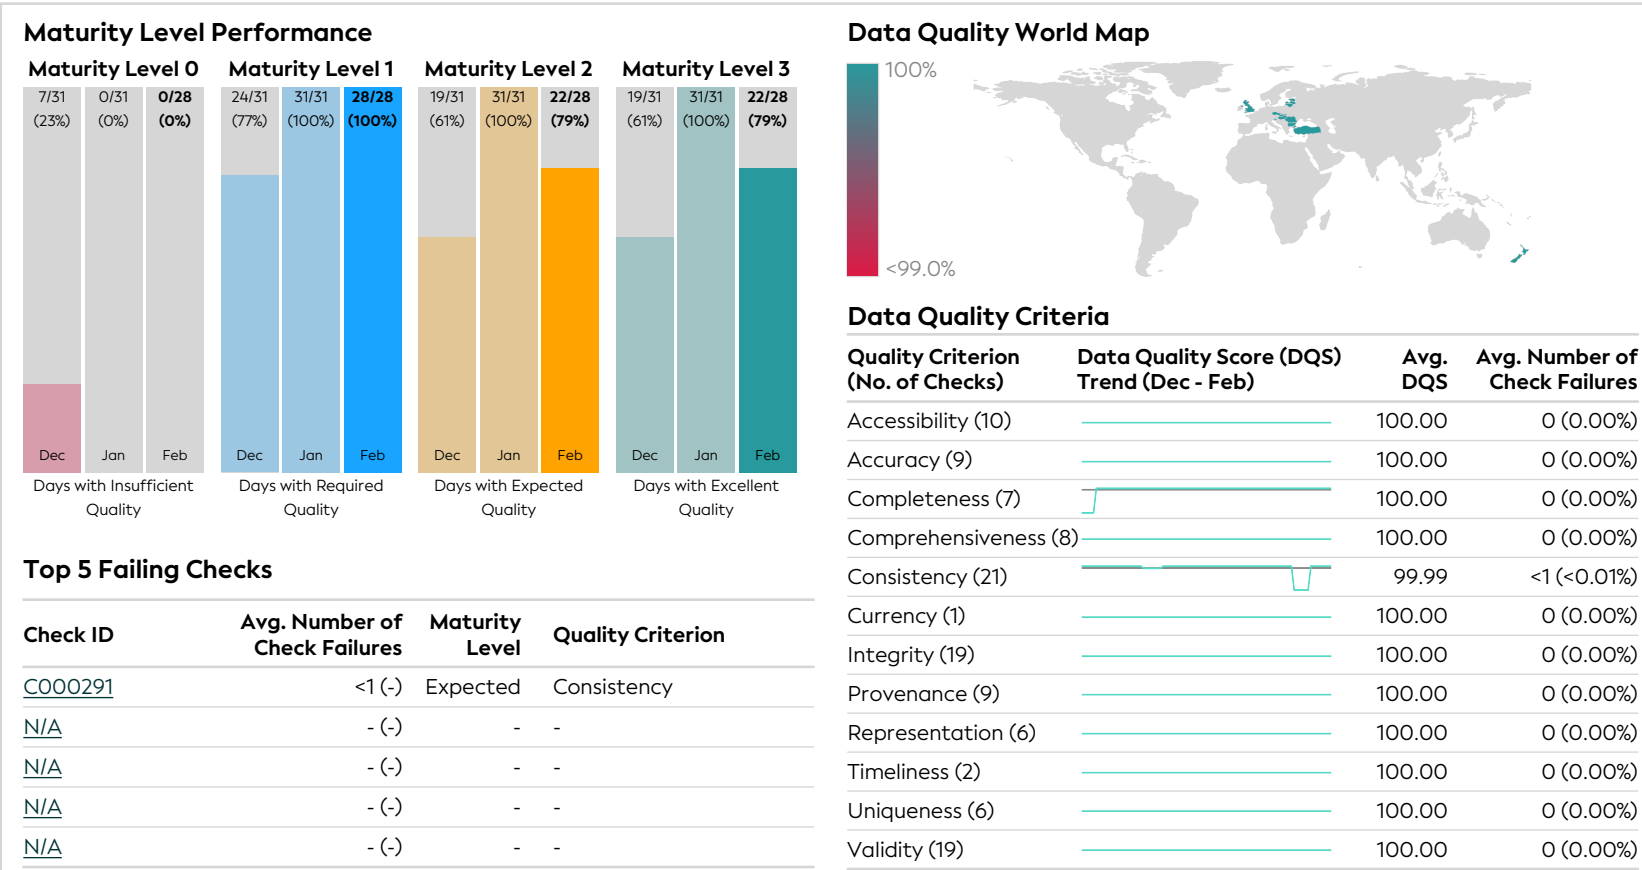 Maturity Level Performance
Maturity Level 0
Maturity Level 1
Maturity Level 2
Maturity Level 3
7/31 0/31 0/28
(23%) (0%) (0%)
24/31 31/31 28/28
(77%) (100%) (100%)
19/31 31/31 22/28
(61%) (100%) (79%)
19/31 31/31 22/28
(61%) (100%) (79%)
Dec Jan Feb
Dec Jan Feb
Dec Jan Feb
Dec Jan Feb
Days with Insufficient
Quality
Days with Required
Quality
Days with Expected
Quality
Days with Excellent
Quality
Top 5 Failing Checks
Check ID Avg. Number of Check Failures Maturity Level Quality Criterion
C000291 <1 (-) Expected Consistency
N/A - (-) - -
N/A - (-) - -
N/A - (-) - -
N/A - (-) - -
Data Quality World Map
100%
<99.0%
Data Quality Criteria
Quality Criterion Data Quality Score (DQS) Avg. Avg. Number of
(No. of Checks) Trend (Dec - Feb) DQS Check Failures
Accessibility (10) 100.00 0 (0.00%)
Accuracy (9) 100.00 0 (0.00%)
Completeness (7) 100.00 0 (0.00%)
Comprehensiveness (8) 100.00 0 (0.00%)
Consistency (21) 99.99 <1 (<0.01%)
Currency (1) 100.00 0 (0.00%)
Integrity (19) 100.00 0 (0.00%)
Provenance (9) 100.00 0 (0.00%)
Representation (6) 100.00 0 (0.00%)
Timeliness (2) 100.00 0 (0.00%)
Uniqueness (6) 100.00 0 (0.00%)
Validity (19) 100.00 0 (0.00%)